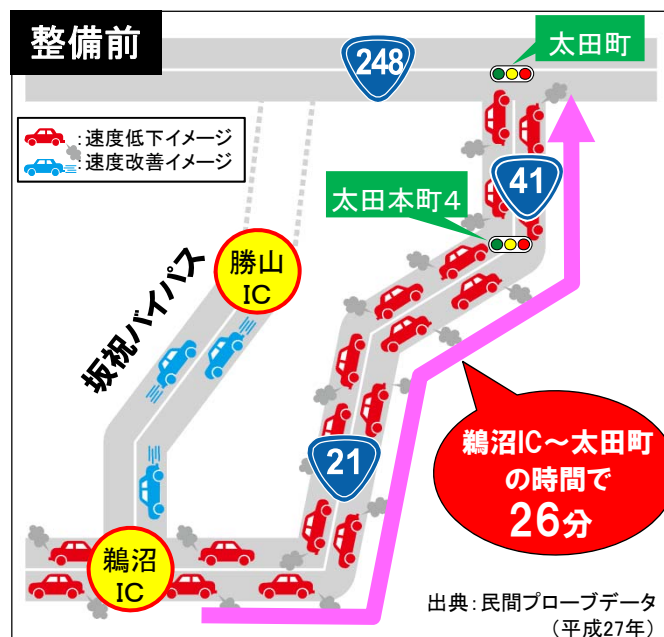 整備前
248
太田町
:速度低下イメージ
:速度改善イメージ
41
太田本町4
勝山
IC
坂祝バイパス
21
鵜沼IC～太田町
の時間で
26分
鵜沼
IC
出典:民間プローブデータ
(平成27年)